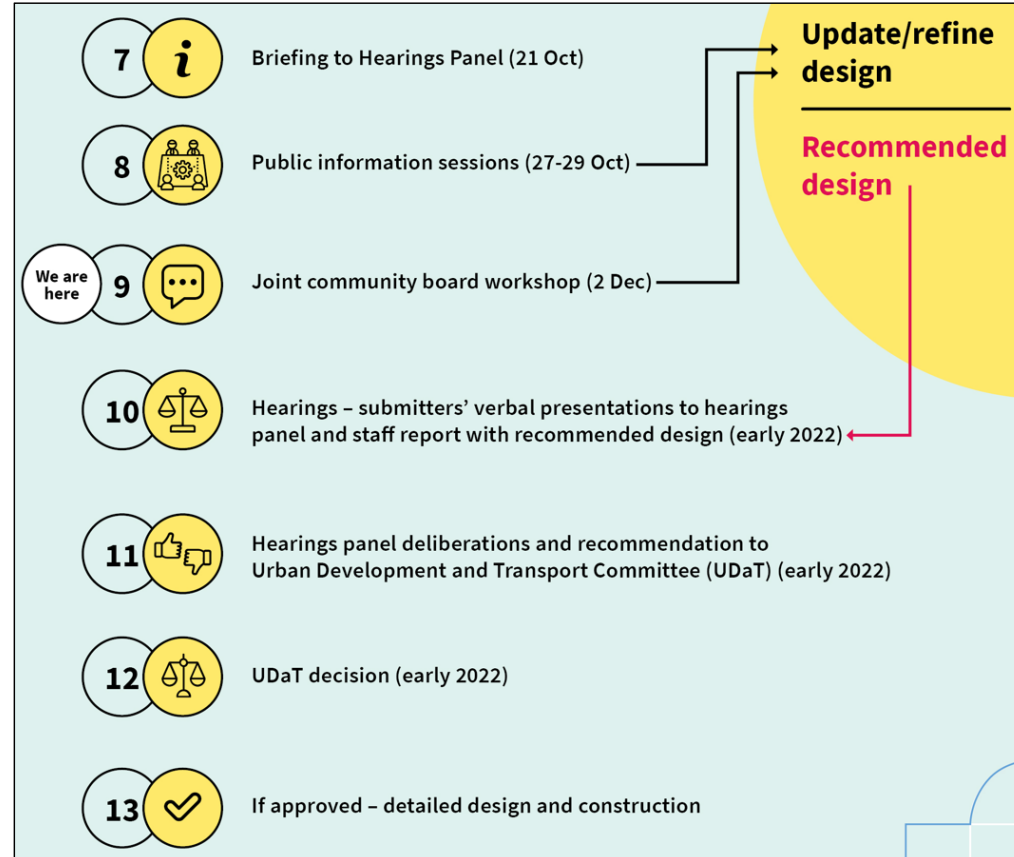 7
Briefing to Hearings Panel (21 Oct)
Update/refine
design
Recommended
design
8
Public information sessions (27-29 Oct)
We are
here
9
Joint community board workshop (2 Dec)
10
Hearings – submitters’ verbal presentations to hearings
panel and staff report with recommended design (early 2022)
11
Hearings panel deliberations and recommendation to
Urban Development and Transport Committee (UDaT) (early 2022)
12
UDaT decision (early 2022)
13
If approved – detailed design and construction